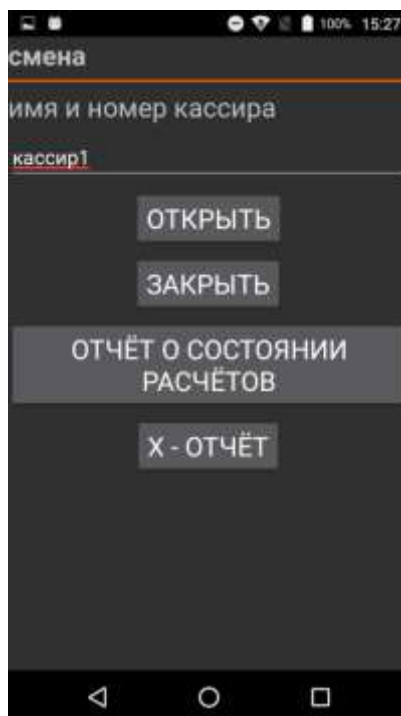 100% 15:27
смена
имя и номер кассира
кассир1
ОТКРЫТЬ
ЗАКРЫТЬ
ОТЧЁТ О СОСТОЯНИИ
РАСЧЁТОВ
X - ОТЧЁТ